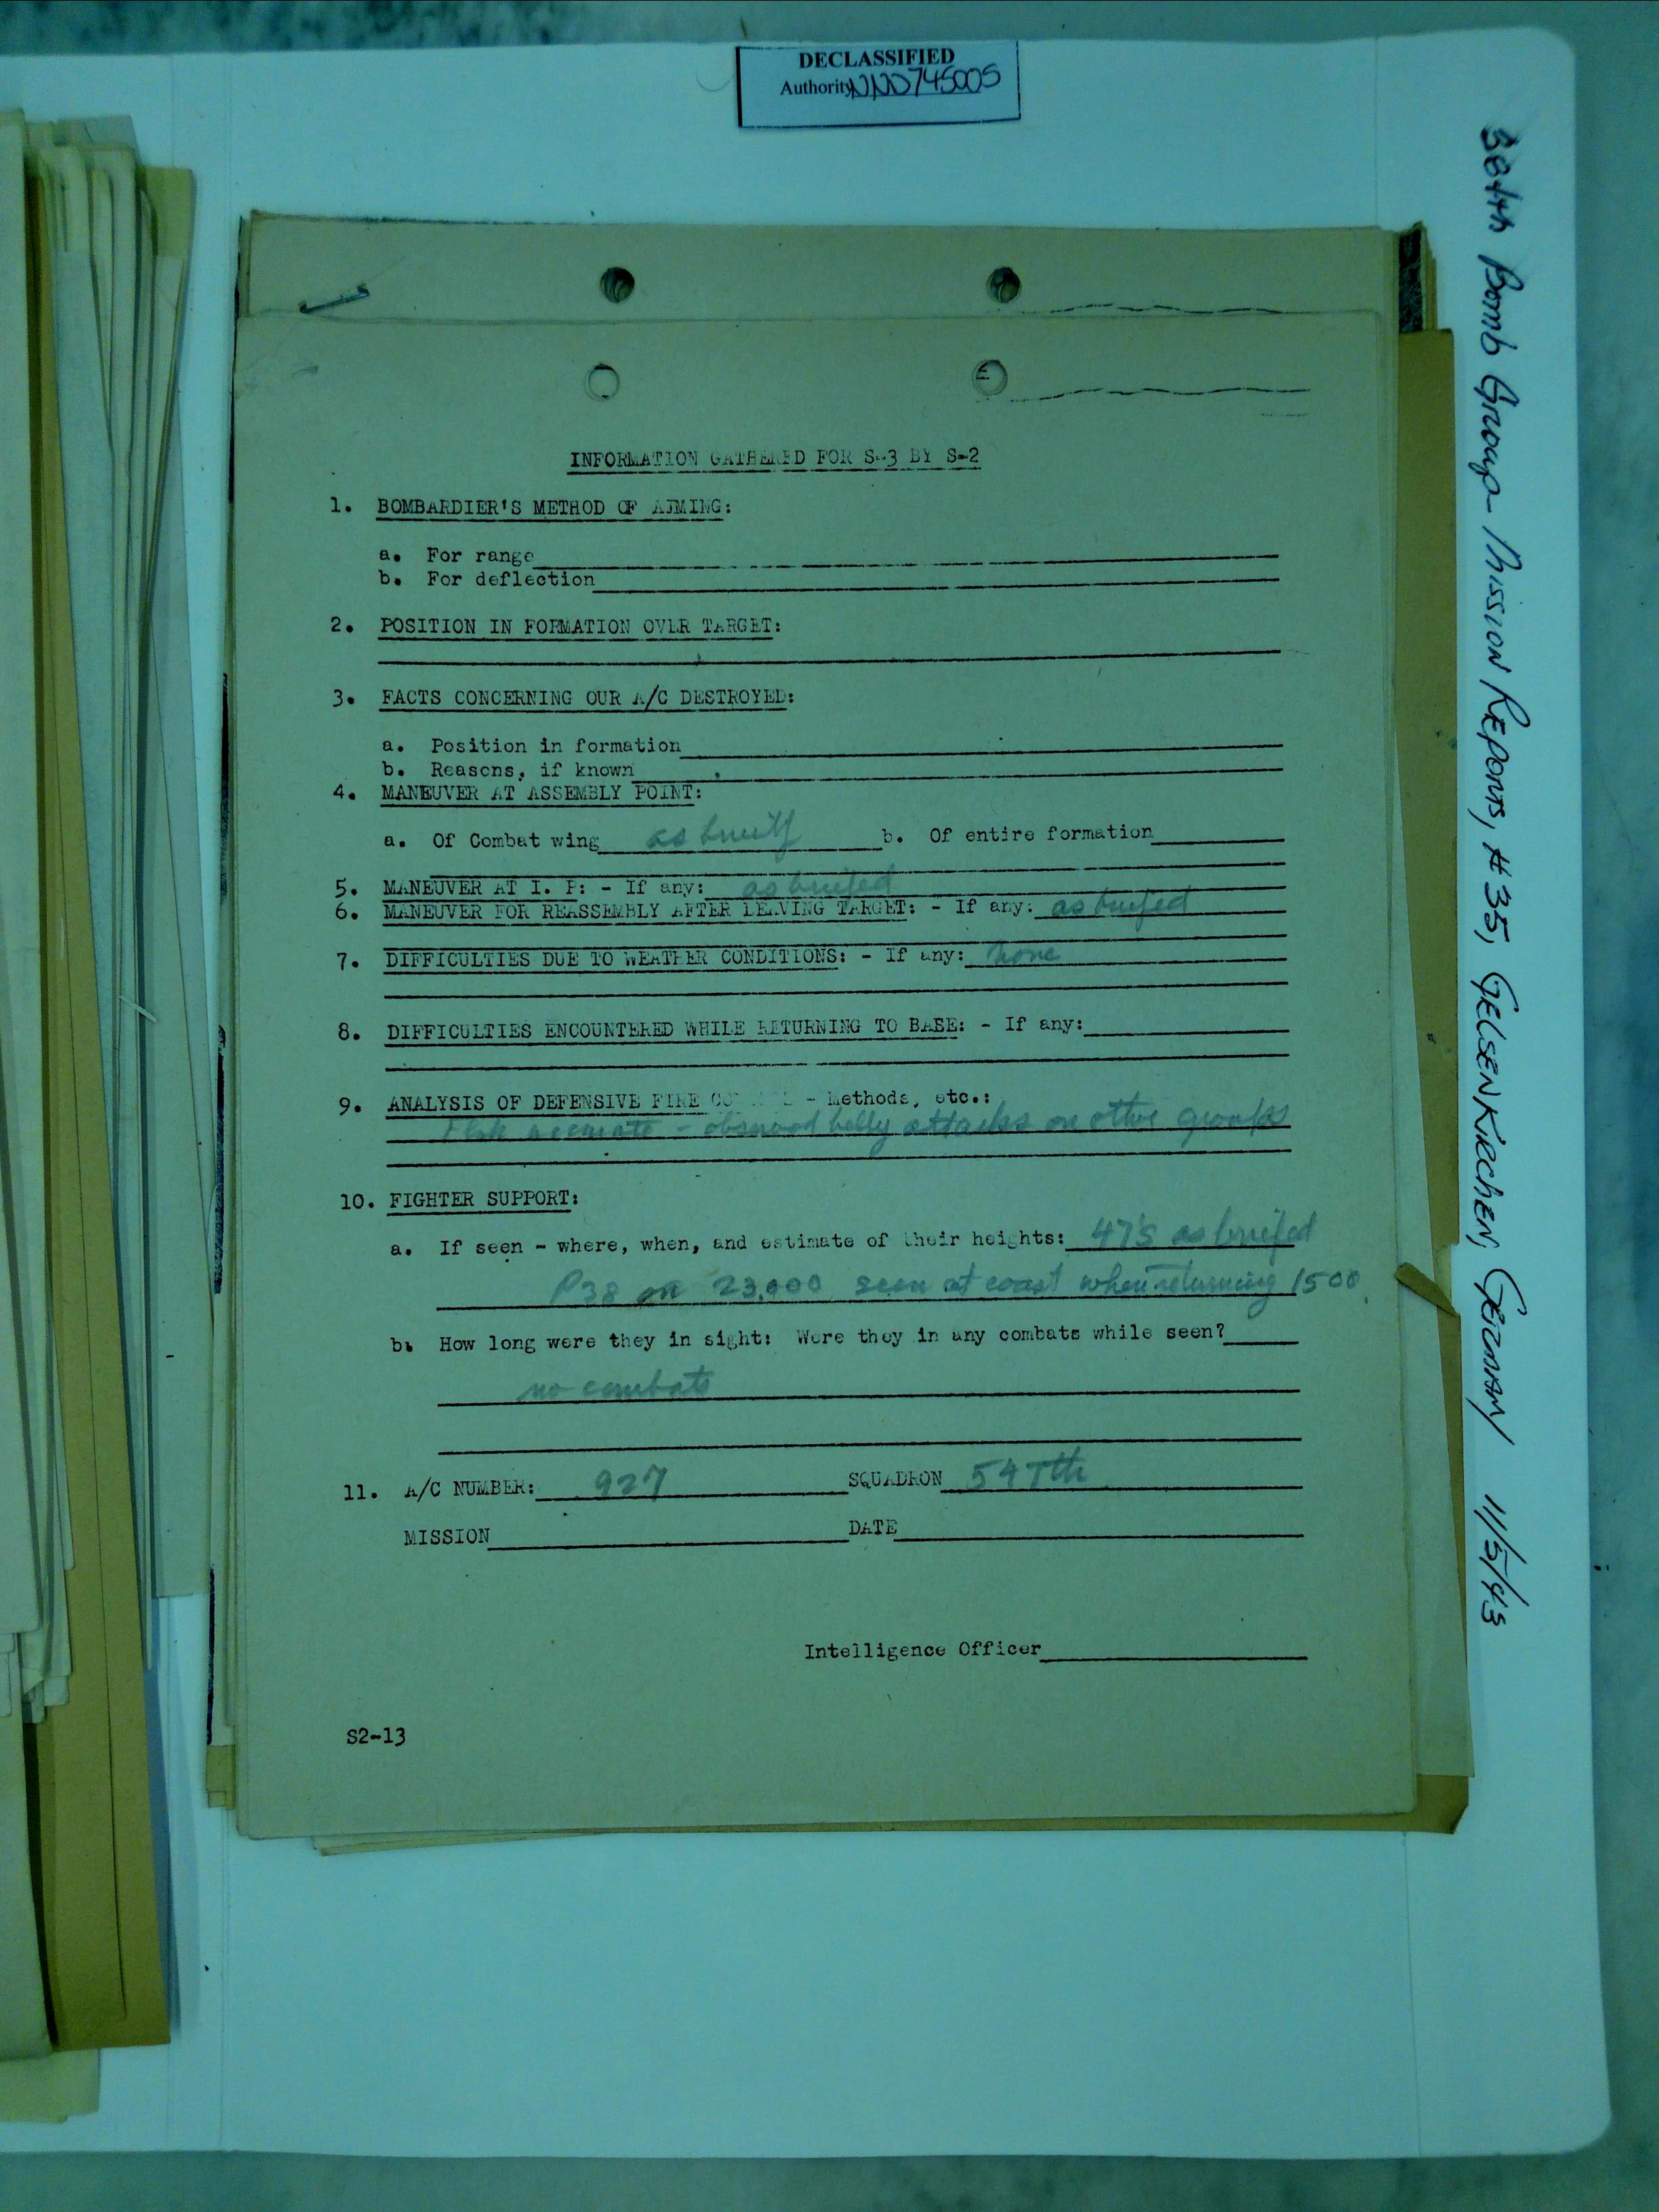 DECLASSIFIED
Authority NND745005
384th Bomb Group Mission Reports, #35, GELSENKIRCHEN, GERMANY 11/5/43
INFORMATION GATHERED FOR S-3 BY S-2
1. BOMBARDIER'S METHOD OF AIMING:
a. For range
b. For deflection
2. POSITION IN FORMATION OVER TARGET:
3. FACTS CONCERNING OUR A/C DESTROYED:
a. Position in formation
b. Reasons, if known
4. MANEUVER AT ASSEMBLY POINT:
a. Of Combat wing as b. Of entire formation
5. MANEUVER AT I. P: - If any: as briefed
6. MANEUVER FOR REASSEMBLY AFTER LEAVING TARGET: - If any: as briefed
7. DIFFICULTIES DUE TO WEATHER CONDITIONS: - If any: none
8. DIFFICULTIES ENCOUNTERED WHILE RETURNING TO BASE: - If any:
9. ANALYSIS OF DEFENSIVE FIRE - Methods, etc.:
Flak accurate - observed belly attacks on other groups
10. FIGHTER SUPPORT:
a. If seen - where, when, and estimate of their heights: 47's as briefed
P38 23,000 seen at coast when returning 1500
b. How long were they in sight: Were they in any combats while seen?
no combats
11. A/C NUMBER: 927 SQUADRON 547th
MISSION DATE
Intelligence Officer
S2-13